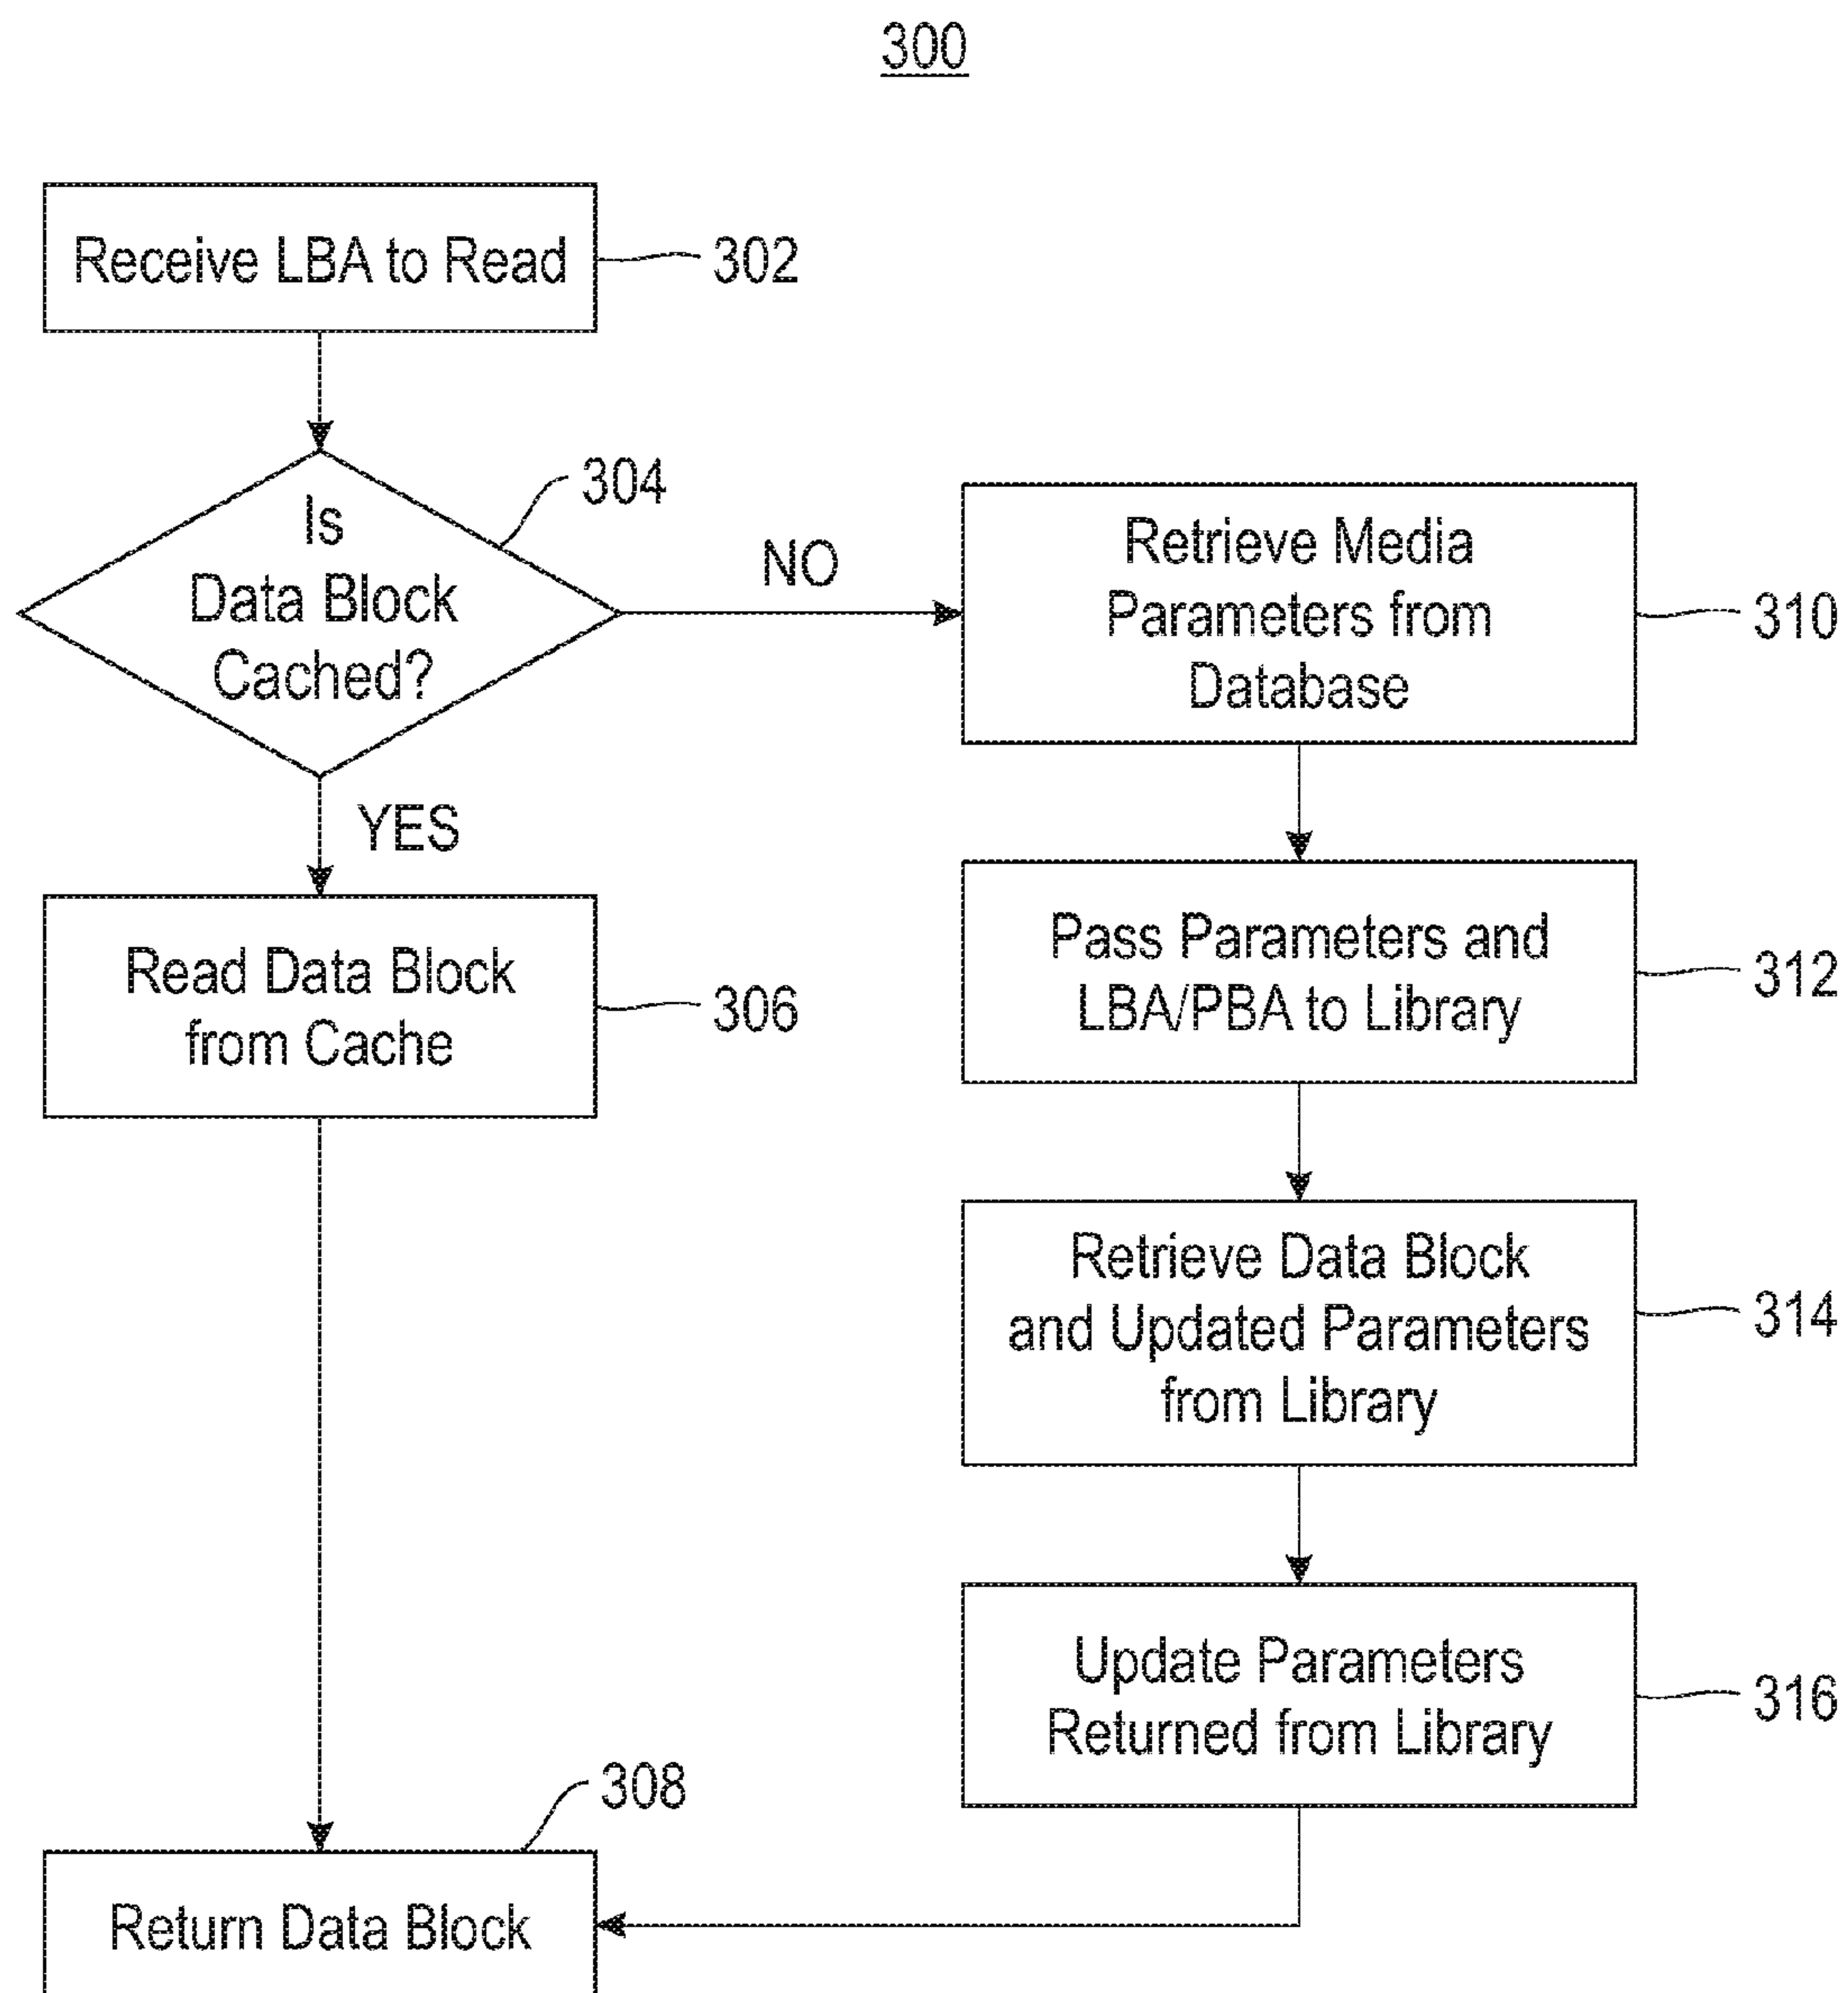 300
Receive LBA to Read
302
Is
Data Block
Cached?
304
NO
YES
Read Data Block
from Cache
306
Retrieve Media
Parameters from
Database
310
Pass Parameters and
LBA/PBA to Library
312
Retrieve Data Block
and Updated Parameters
from Library
314
Update Parameters
Returned from Library
316
308
Return Data Block